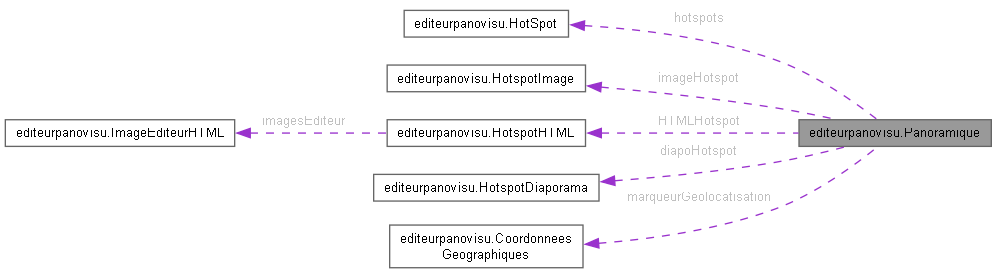 editeurpanovisu.HotSpot
hotspots
editeurpanovisu.HotspotImage
imageHotspot
editeurpanovisu.ImageEditeurHTML
imagesEditeur
editeurpanovisu.HotspotHTML
HTMLHotspot
editeurpanovisu.Panoramique
diapoHotspot
editeurpanovisu.HotspotDiaporama
marqueurGeolocatisation
editeurpanovisu.Coordonnees
Geographiques